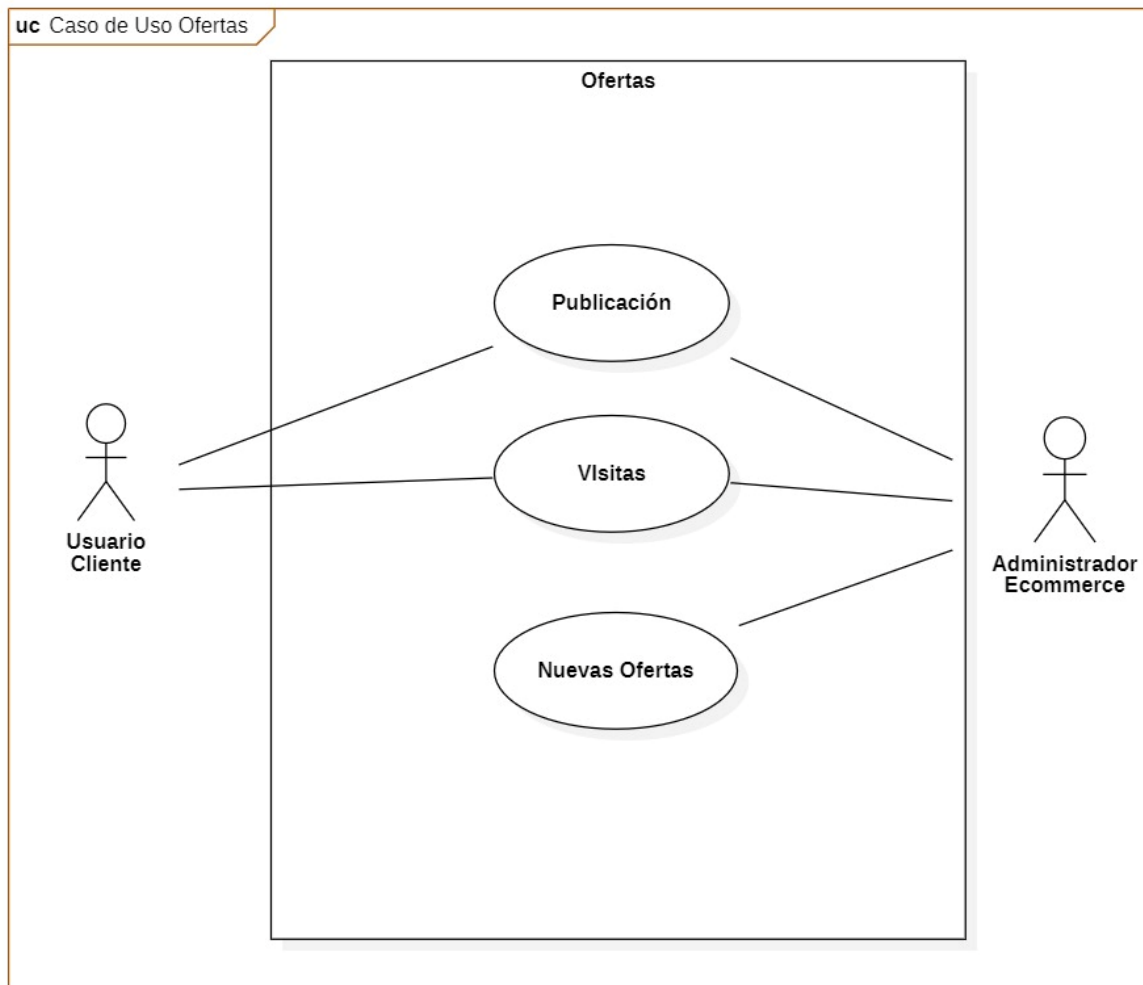 uc Caso de Uso Ofertas
Ofertas
Publicación
VIsitas
Usuario
Cliente
Administrador
Ecommerce
Nuevas Ofertas